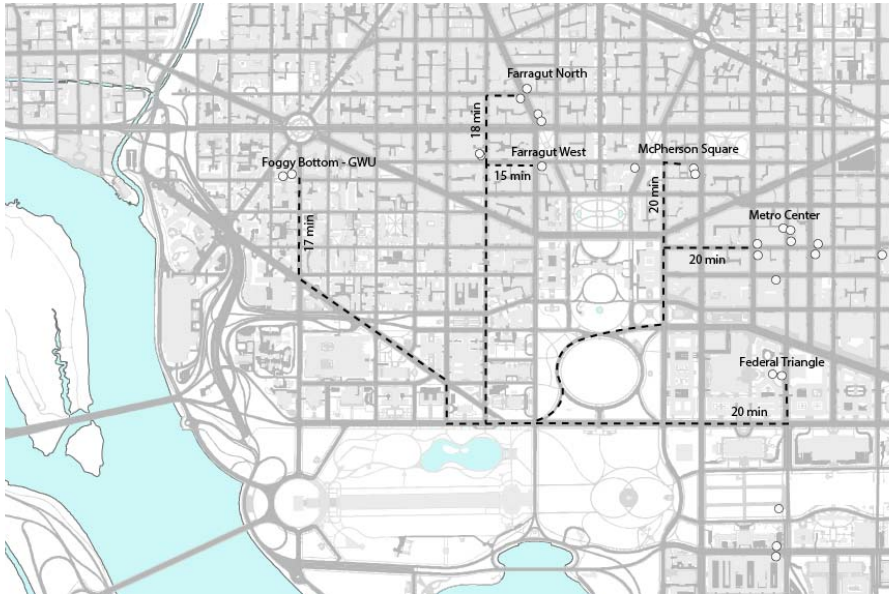 Farragut North
18 min
Foggy Bottom - GWU
Farragut West
McPherson Square
15 min
20 min
17 min
Metro Center
20 min
Federal Triangle
20 min